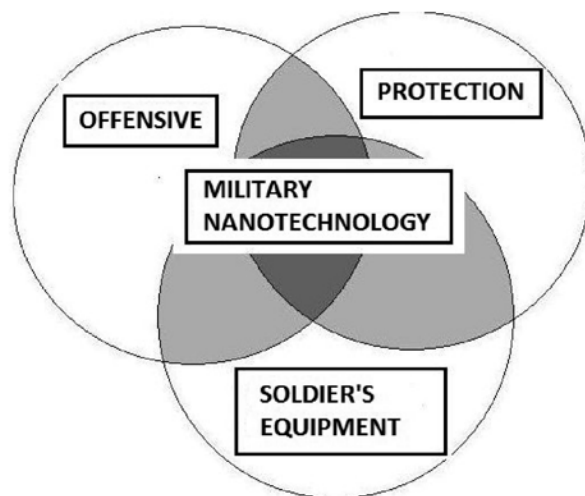 PROTECTION
OFFENSIVE
MILITARY
NANOTECHNOLOGY
SOLDIER'S
EQUIPMENT